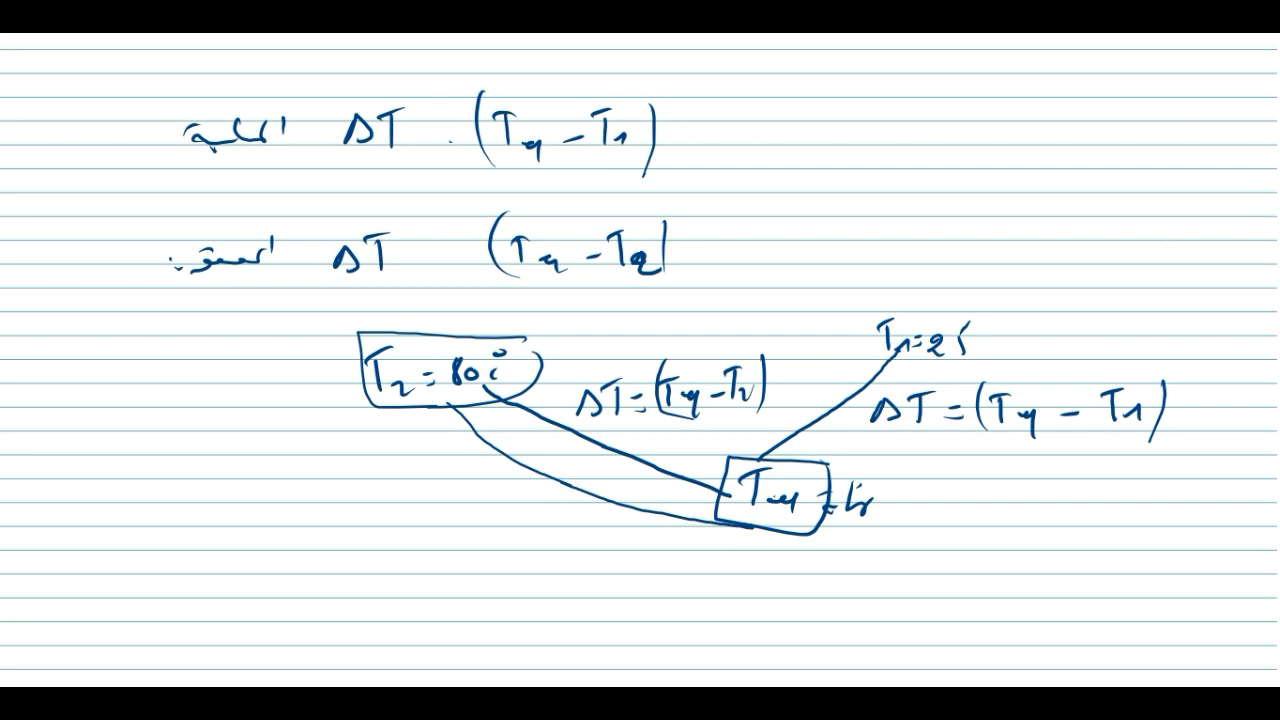 ΔT (Teq - T1)
ΔT (Teq - T2)
T1 = 25
T2 = 80 c° ΔT = (Teq - T2) ΔT = (Teq - T1)
Teq =